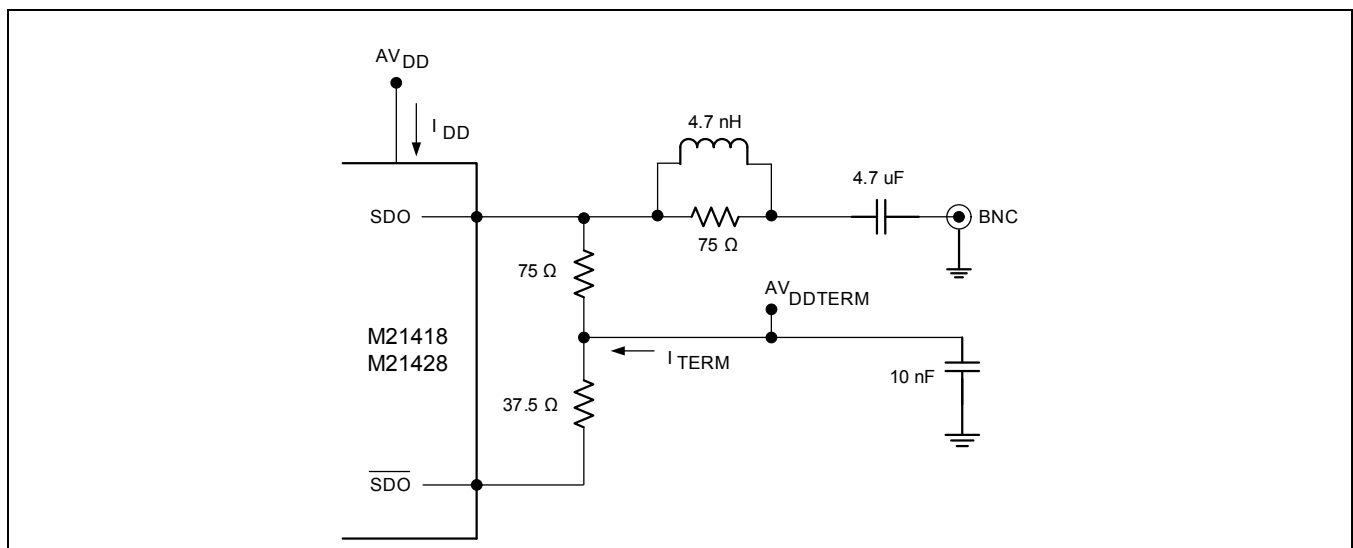 AVDD
IDD
4.7 nH
4.7 uF
SDO
BNC
75 Ω
75 Ω
AVDDTERM
M21418
M21428
ITERM
10 nF
37.5 Ω
SDO